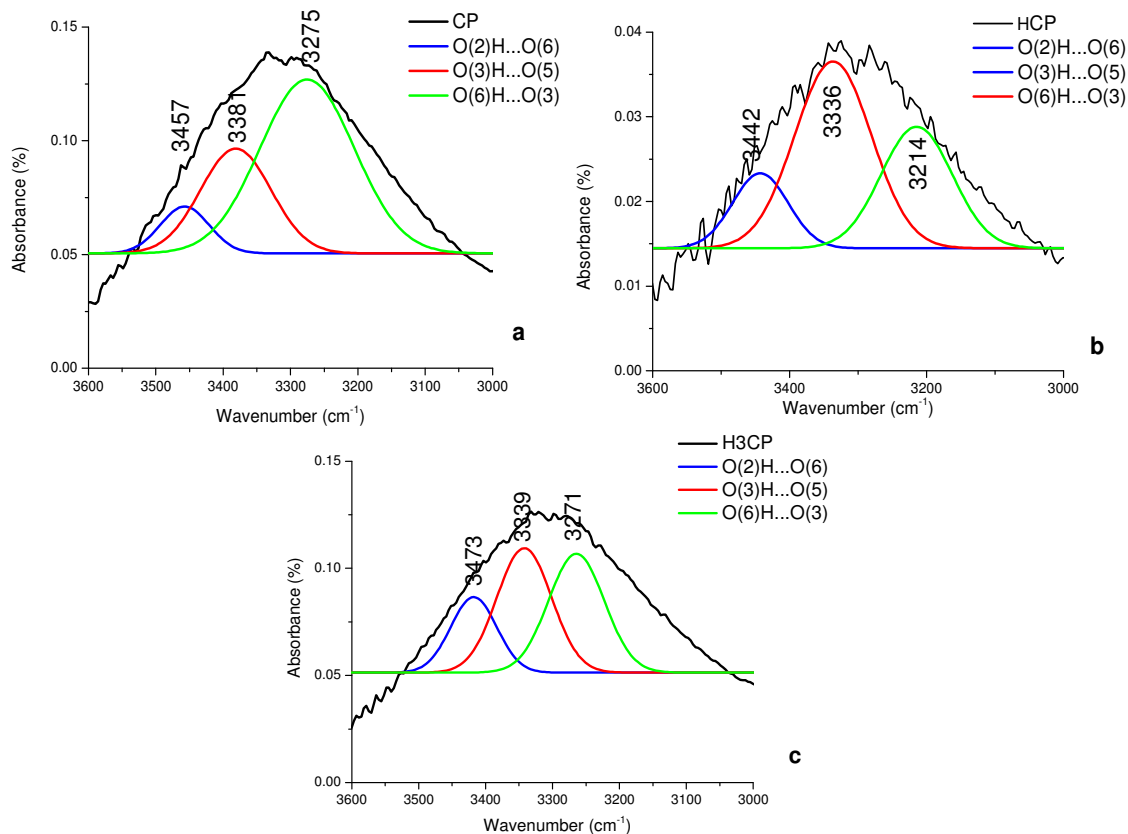 0.15
0.10
0.05
0.00
Absorbance (%)
3457
3381
3275
CP
O(2)H...O(6)
O(3)H...O(5)
O(6)H...O(3)
3600 3500 3400 3300 3200 3100 3000
Wavenumber (cm⁻¹)
a
0.04
0.03
0.02
0.01
0.00
Absorbance (%)
3442
3336
3214
HCP
O(2)H...O(6)
O(3)H...O(5)
O(6)H...O(3)
3600 3400 3200 3000
Wavenumber (cm⁻¹)
b
0.15
0.10
0.05
0.00
Absorbance (%)
3473
3339
3271
H3CP
O(2)H...O(6)
O(3)H...O(5)
O(6)H...O(3)
3600 3500 3400 3300 3200 3100 3000
Wavenumber (cm⁻¹)
c